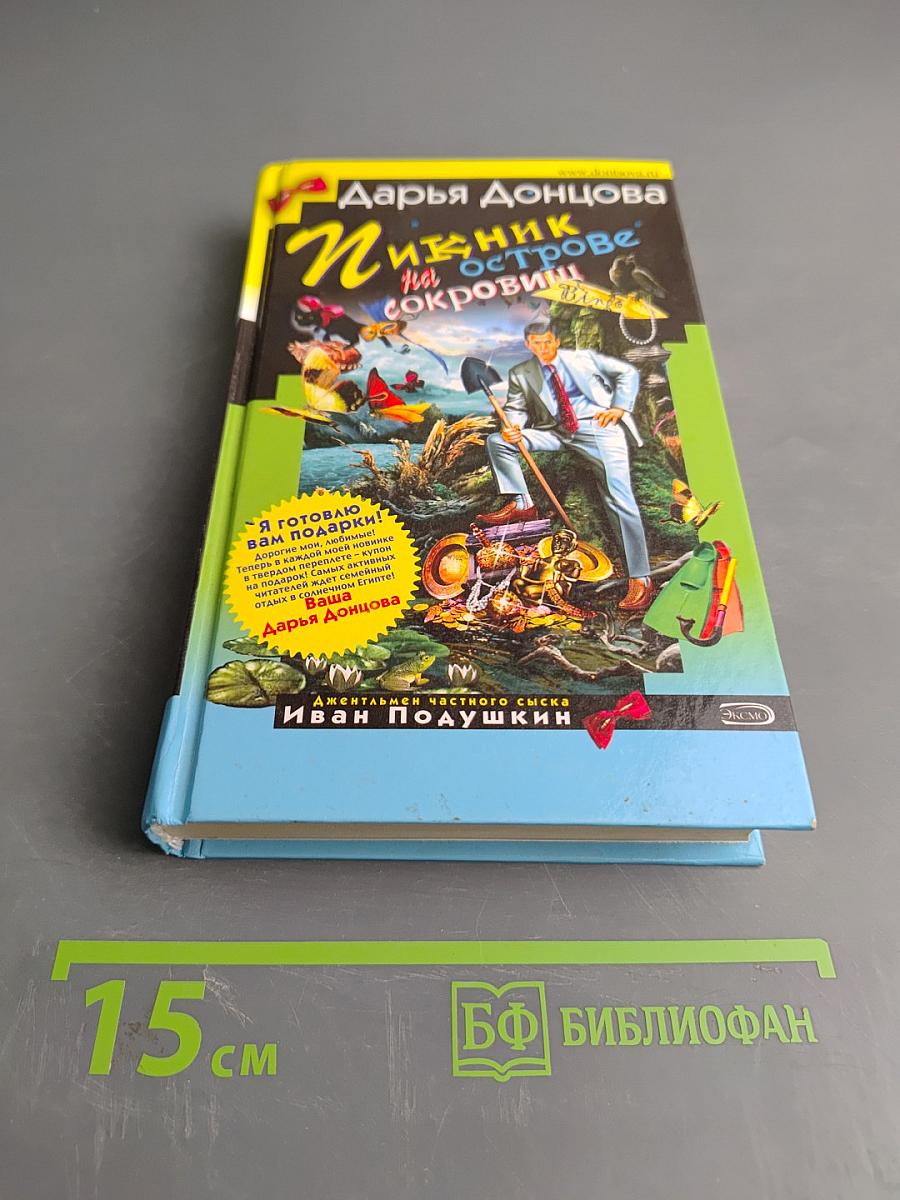 www.dontsova.ru
Дарья Донцова
Пикник
на острове
сокровищ
Я готовлю
вам подарки!
Дорогие мои, любимые!
Теперь в каждой моей новинке
в твердом переплете – купон
на подарок! Самых активных
читателей ждет семейный
отдых в солнечном Египте!
Ваша
Дарья Донцова
Джентльмен частного сыска
Иван Подушкин
ЭКСМО
15 см
БФ БИБЛИОФАН